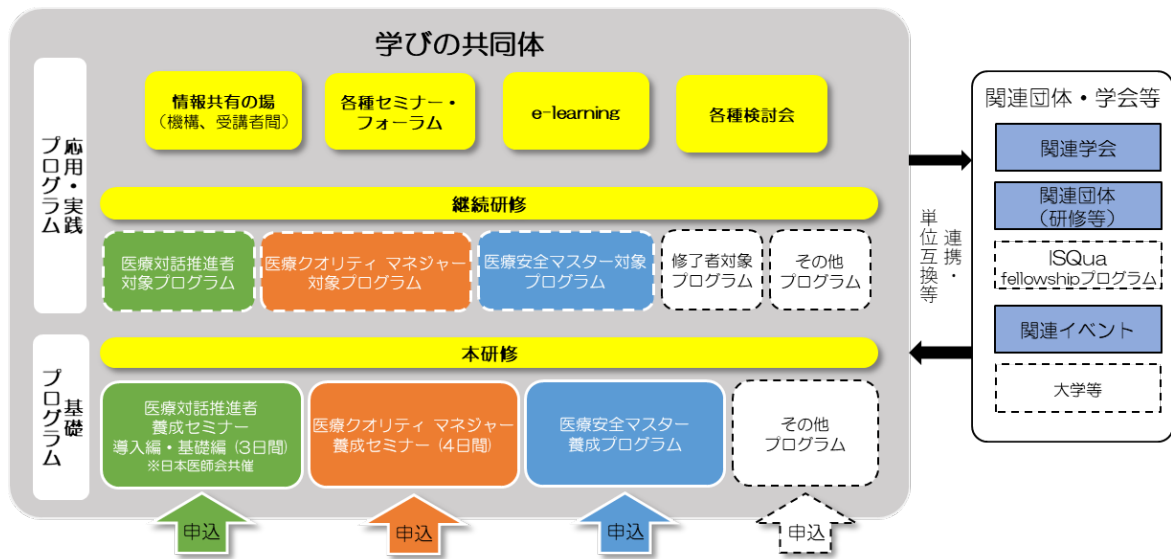 学びの共同体
応用・実践
プログラム
情報共有の場
（機構、受講者間）
各種セミナー・
フォーラム
e-learning
各種検討会
継続研修
医療対話推進者
対象プログラム
医療クオリティ マネジャー
対象プログラム
医療安全マスター対象
プログラム
修了者対象
プログラム
その他
プログラム
基礎
プログラム
本研修
医療対話推進者
養成セミナー
導入編・基礎編（3日間）
※日本医師会共催
医療クオリティ マネジャー
養成セミナー（4日間）
医療安全マスター
養成プログラム
その他
プログラム
申込
申込
申込
申込
連携・
単位互換等
関連団体・学会等
関連学会
関連団体
（研修等）
ISQua
fellowshipプログラム
関連イベント
大学等